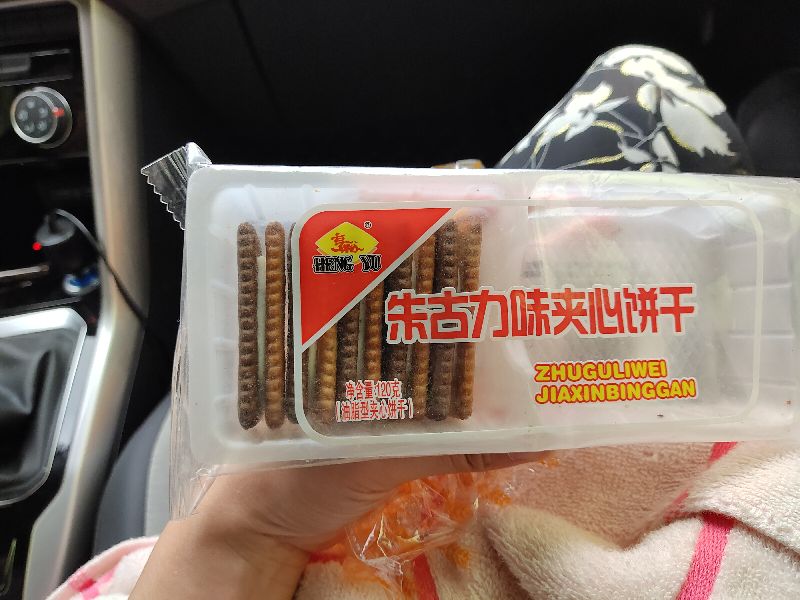 HENG YU
朱古力味夹心饼干
ZHUGULIWEI
JIAXINBINGGAN
净含量:120克
(油脂型夹心饼干)